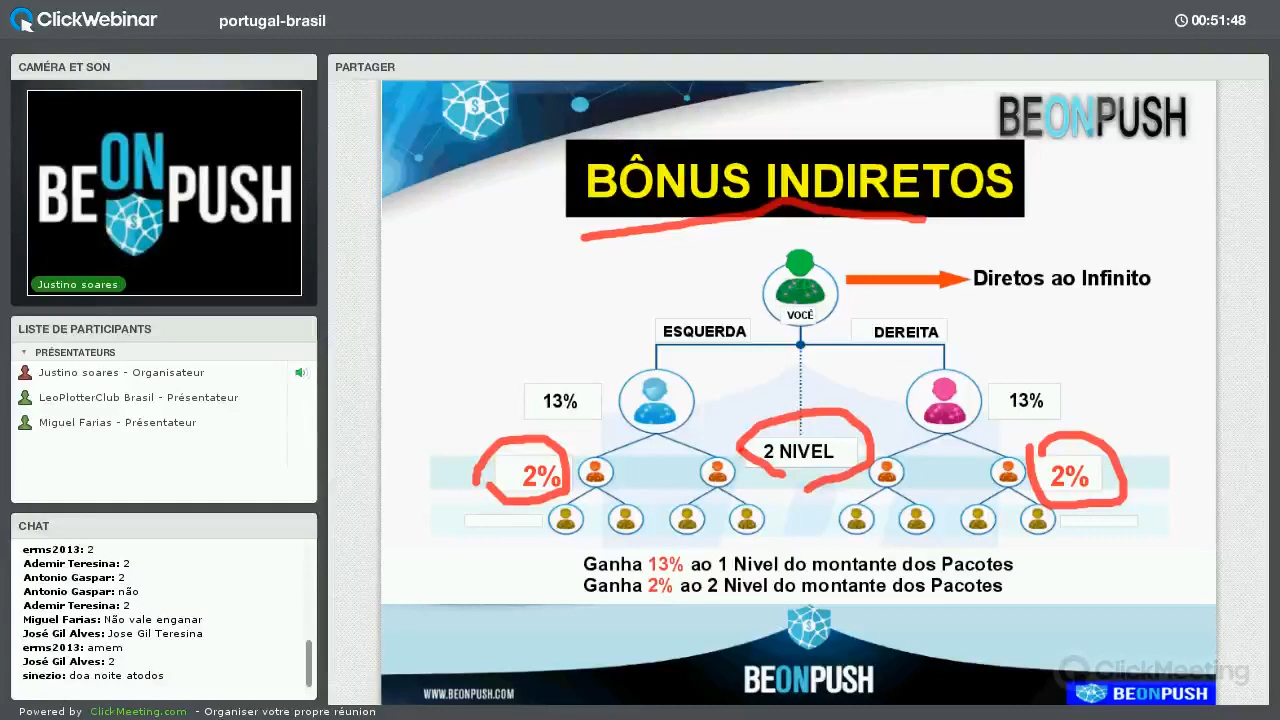 ClickWebinar
portugal-brasil
00:51:48
CAMÉRA ET SON
BEONPUSH
Justino soares
LISTE DE PARTICIPANTS
PRÉSENTATEURS
Justino soares - Organisateur
LeoPlotterClub Brasil - Présentateur
Miguel Farias - Présentateur
CHAT
erms2013: 2
Ademir Teresina: 2
Antonio Gaspar: 2
Antonio Gaspar: não
Ademir Teresina: 2
Miguel Farias: Não vale enganar
José Gil Alves: Jose Gil Teresina
erms2013: amem
José Gil Alves: 2
sinezio: doa noite atodos
PARTAGER
BEONPUSH
BÔNUS INDIRETOS
Diretos ao Infinito
VOCÊ
ESQUERDA
DEREITA
13%
13%
2 NIVEL
2%
2%
Ganha 13% ao 1 Nivel do montante dos Pacotes
Ganha 2% ao 2 Nivel do montante dos Pacotes
WWW.BEONPUSH.COM
BEONPUSH
ClickMeeting
BEONPUSH
Powered by ClickMeeting.com - Organiser votre propre réunion